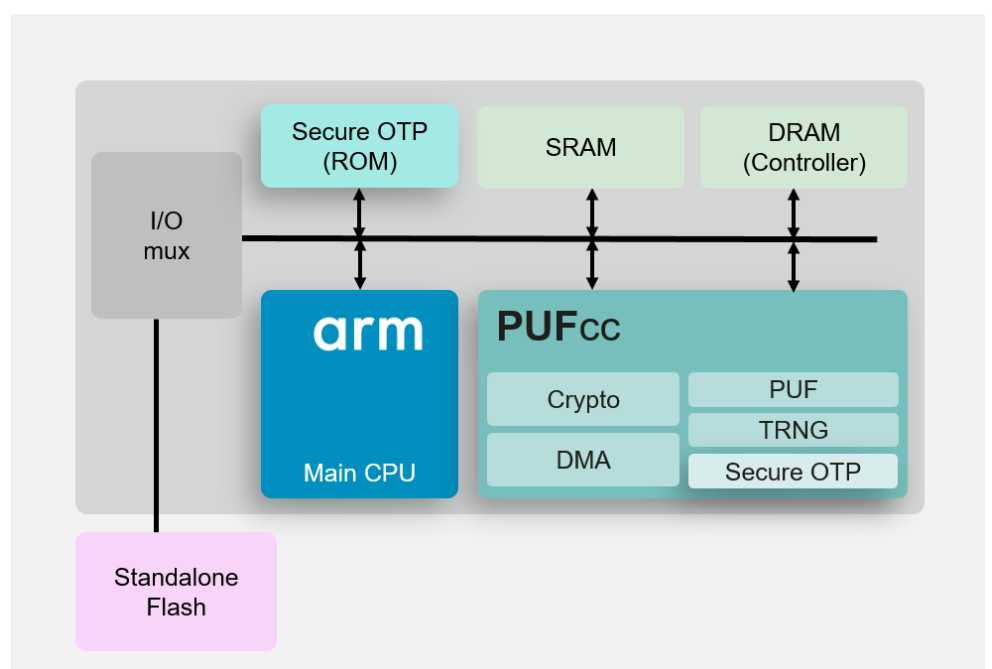 Secure OTP
(ROM)
SRAM
DRAM
(Controller)
I/O
mux
arm
Main CPU
PUFcc
Crypto
DMA
PUF
TRNG
Secure OTP
Standalone
Flash